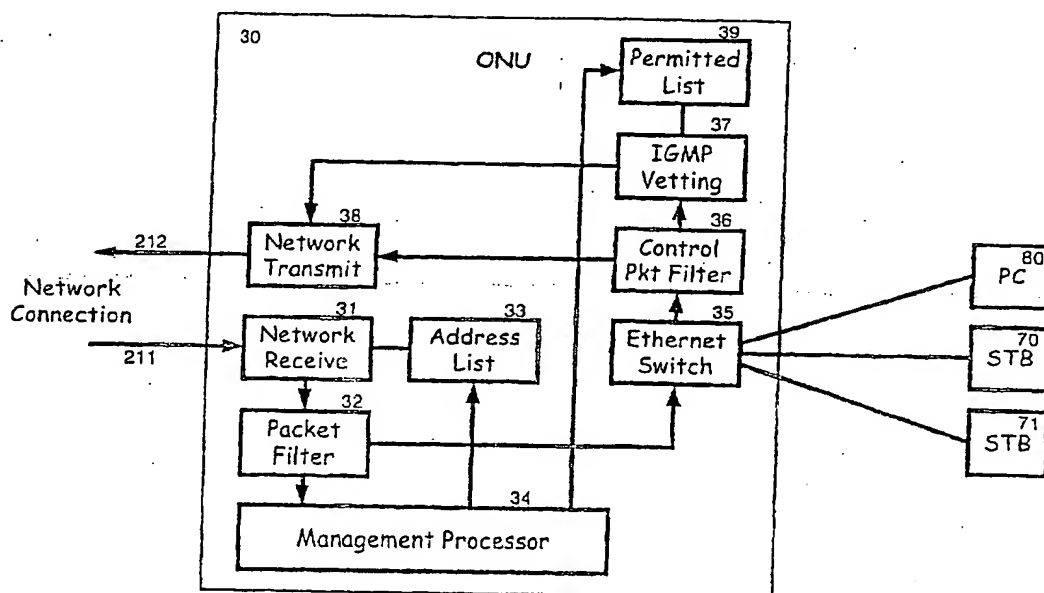 30
ONU
39
Permitted
List
37
IGMP
Vetting
38
Network
Transmit
36
Control
Pkt Filter
212
Network
Connection
211
31
Network
Receive
33
Address
List
35
Ethernet
Switch
80
PC
70
STB
71
STB
32
Packet
Filter
34
Management Processor